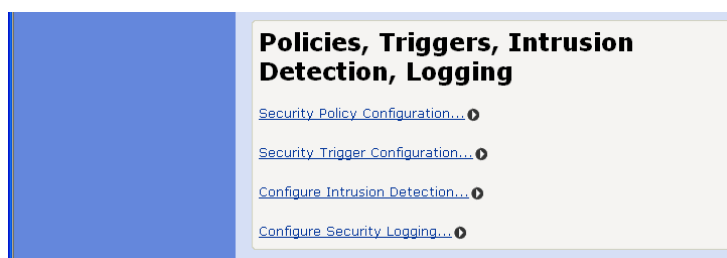 Policies, Triggers, Intrusion
Detection, Logging
Security Policy Configuration...
Security Trigger Configuration...
Configure Intrusion Detection...
Configure Security Logging...